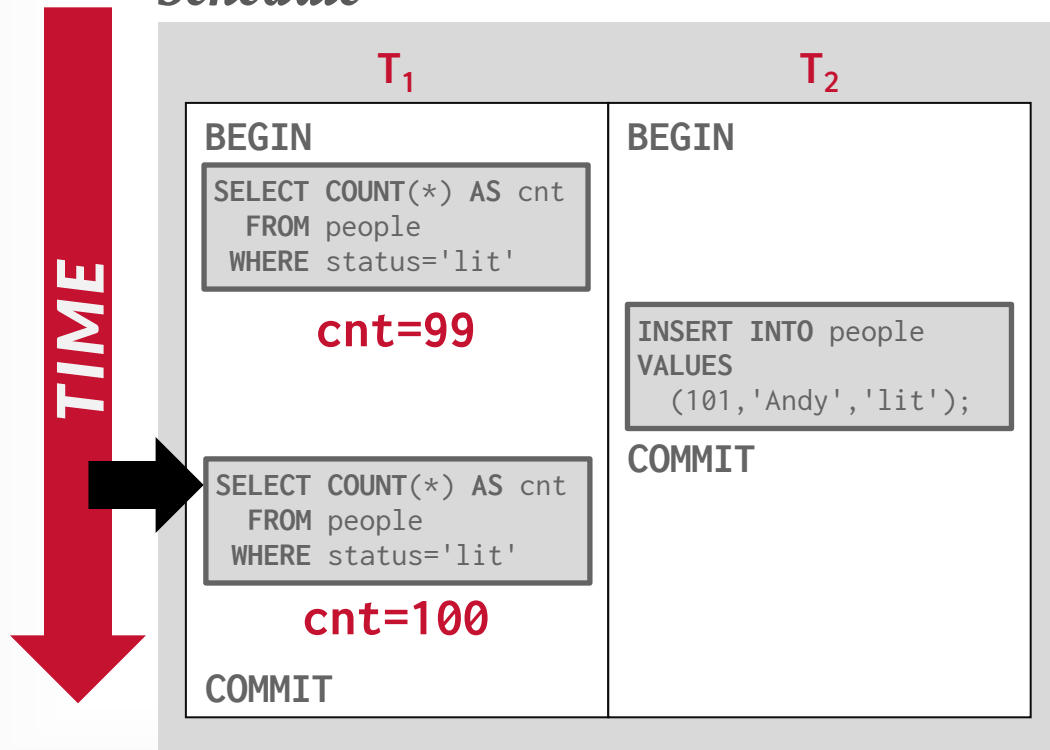 T₁
T₂
TIME
BEGIN
SELECT COUNT(*) AS cnt
FROM people
WHERE status='lit'
cnt=99
SELECT COUNT(*) AS cnt
FROM people
WHERE status='lit'
cnt=100
COMMIT
BEGIN
INSERT INTO people
VALUES
(101,'Andy','lit');
COMMIT